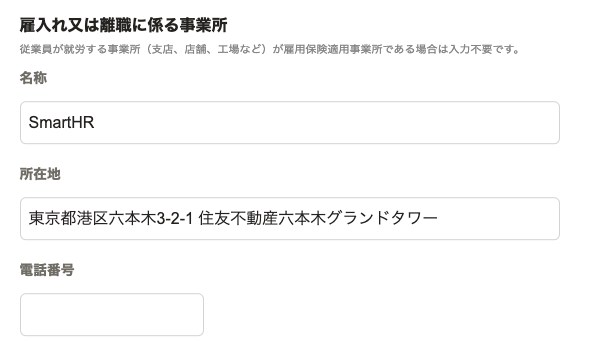 雇入れ又は離職に係る事業所
従業員が就労する事業所（支店、店舗、工場など）が雇用保険適用事業所である場合は入力不要です。
名称
SmartHR
所在地
東京都港区六本木3-2-1 住友不動産六本木グランドタワー
電話番号